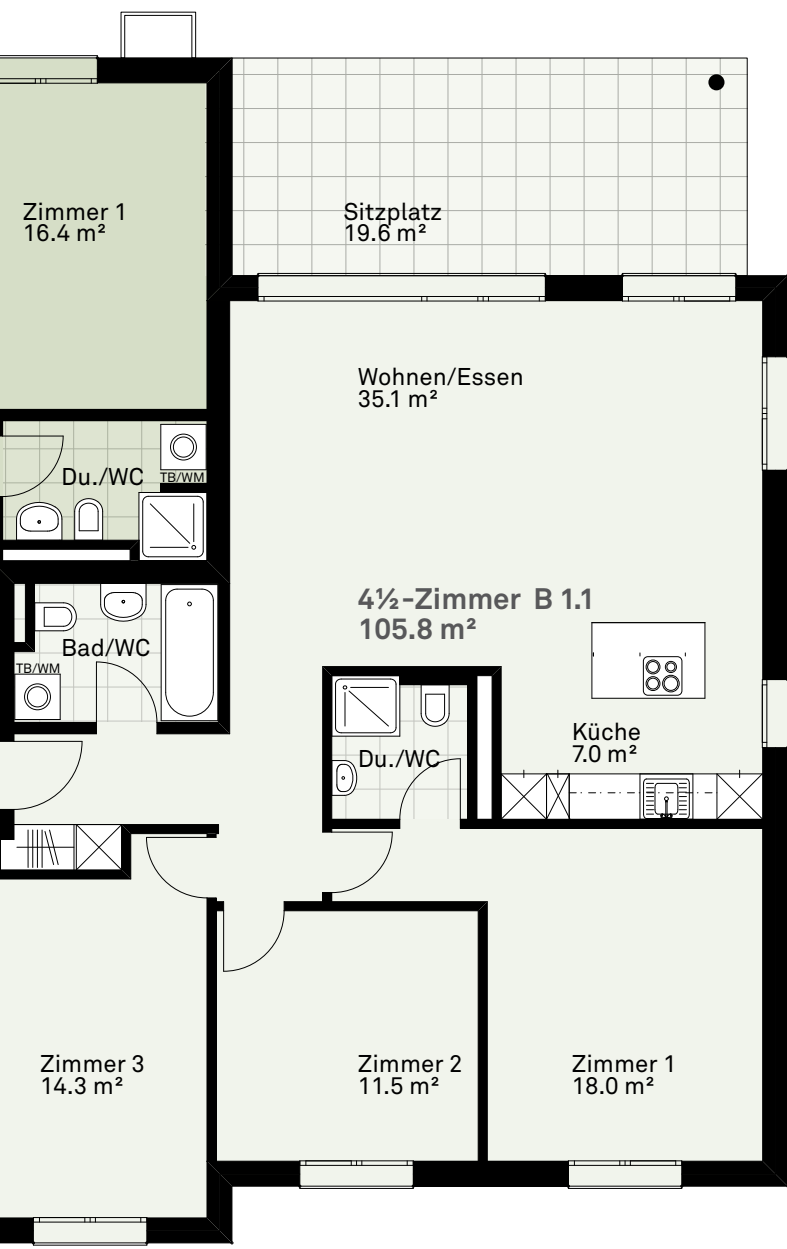 Zimmer 1
16.4 m²
Sitzplatz
19.6 m²
Wohnen/Essen
35.1 m²
Du./WC
TB/WM
4½-Zimmer B 1.1
105.8 m²
Bad/WC
TB/WM
Küche
7.0 m²
Du./WC
Zimmer 3
14.3 m²
Zimmer 2
11.5 m²
Zimmer 1
18.0 m²